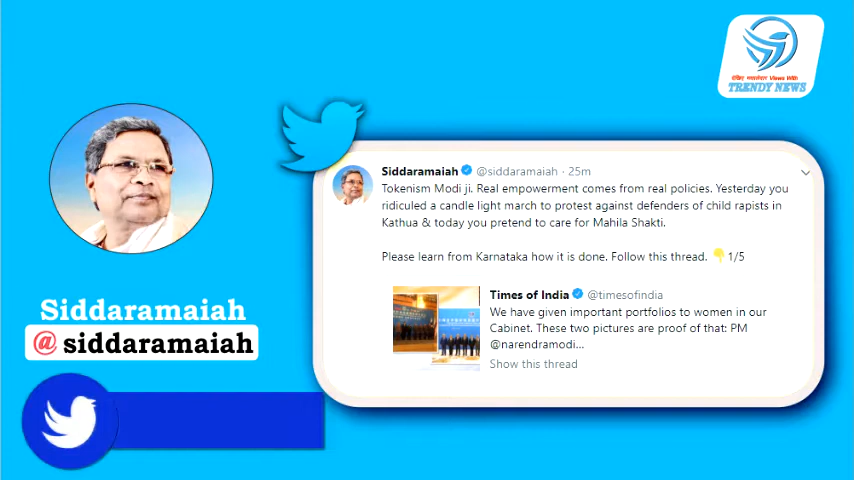 TRENDY NEWS
Views With
Siddaramaiah @siddaramaiah · 25m
Tokenism Modi ji. Real empowerment comes from real policies. Yesterday you
ridiculed a candle light march to protest against defenders of child rapists in
Kathua & today you pretend to care for Mahila Shakti.
Please learn from Karnataka how it is done. Follow this thread. 👇 1/5
Times of India @timesofindia
We have given important portfolios to women in our
Cabinet. These two pictures are proof of that: PM
@narendramodi...
Show this thread
Siddaramaiah
@ siddaramaiah